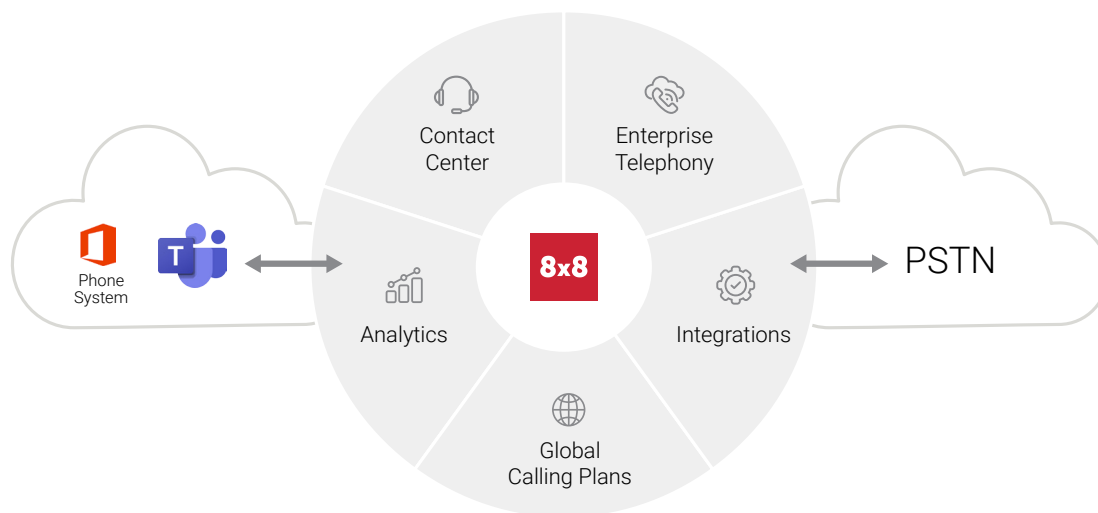 Contact
Center
Enterprise
Telephony
T
Phone
System
8x8
PSTN
Analytics
Integrations
Global
Calling Plans